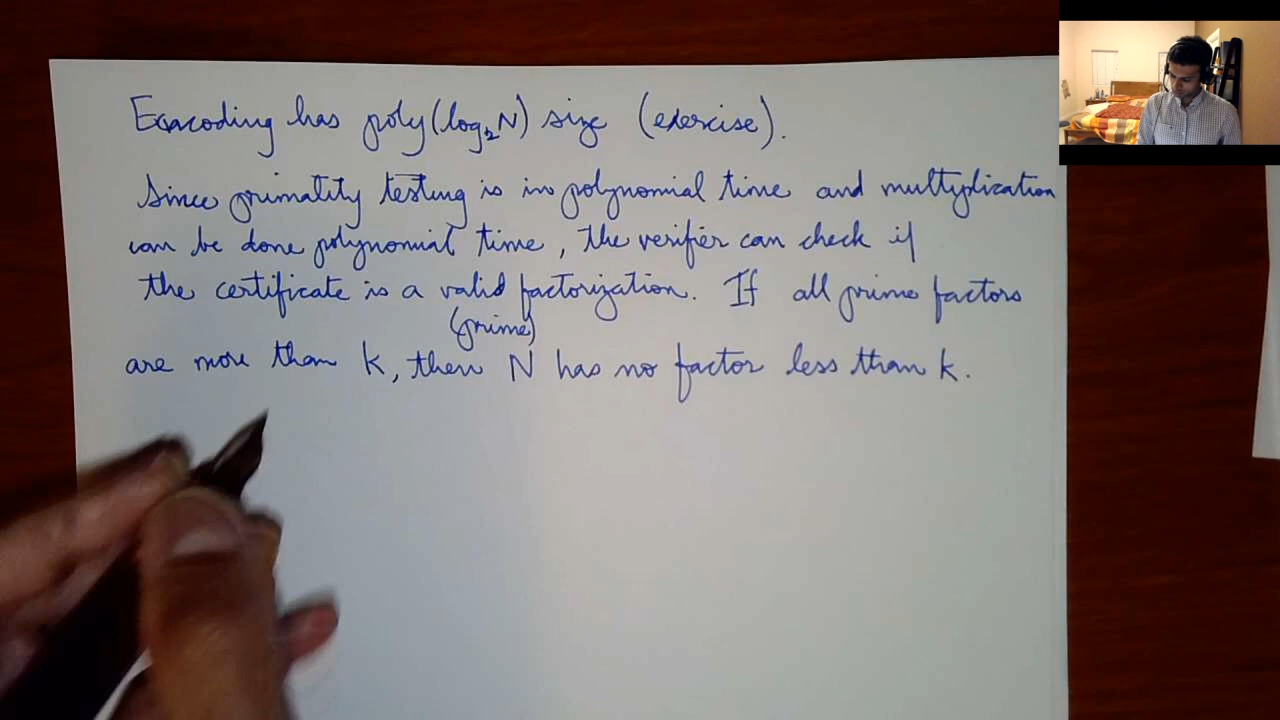 Encoding has poly(log₂N) size (exercise).
Since primality testing is in polynomial time and multiplication
can be done polynomial time, the verifier can check if
the certificate is a valid factorization. If all prime factors
(prime)
are more than k, then N has no factor less than k.